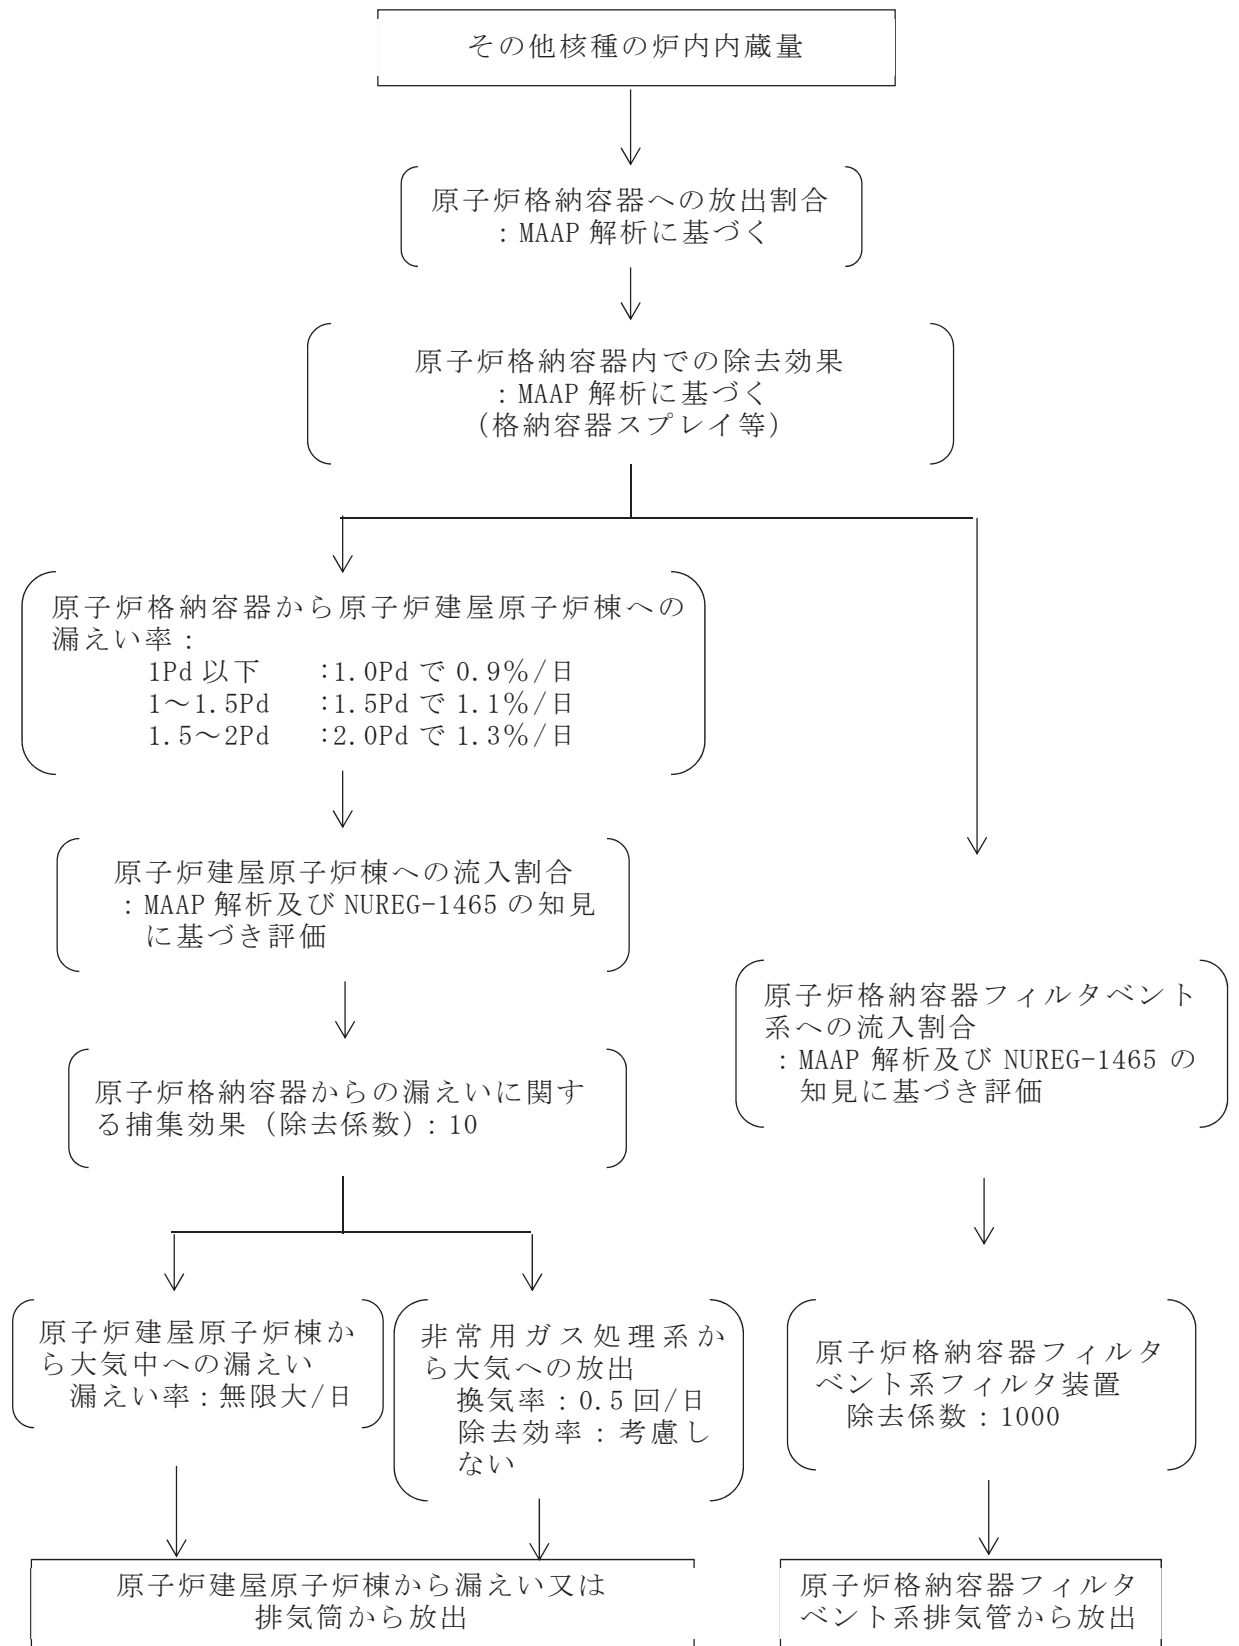 その他核種の炉内内蔵量
原子炉格納容器への放出割合
：MAAP 解析に基づく
原子炉格納容器内での除去効果
：MAAP 解析に基づく
（格納容器スプレイ等）
原子炉格納容器から原子炉建屋原子炉棟への
漏えい率：
1Pd 以下　：1.0Pd で 0.9%/日
1～1.5Pd　：1.5Pd で 1.1%/日
1.5～2Pd　：2.0Pd で 1.3%/日
原子炉建屋原子炉棟への流入割合
：MAAP 解析及び NUREG-1465 の知見
に基づき評価
原子炉格納容器からの漏えいに関す
る捕集効果（除去係数）：10
原子炉格納容器フィルタベント
系への流入割合
：MAAP 解析及び NUREG-1465 の
知見に基づき評価
原子炉建屋原子炉棟か
ら大気中への漏えい
漏えい率：無限大/日
非常用ガス処理系か
ら大気への放出
換気率：0.5 回/日
除去効率：考慮し
ない
原子炉格納容器フィルタ
ベント系フィルタ装置
除去係数：1000
原子炉建屋原子炉棟から漏えい又は
排気筒から放出
原子炉格納容器フィルタ
ベント系排気管から放出